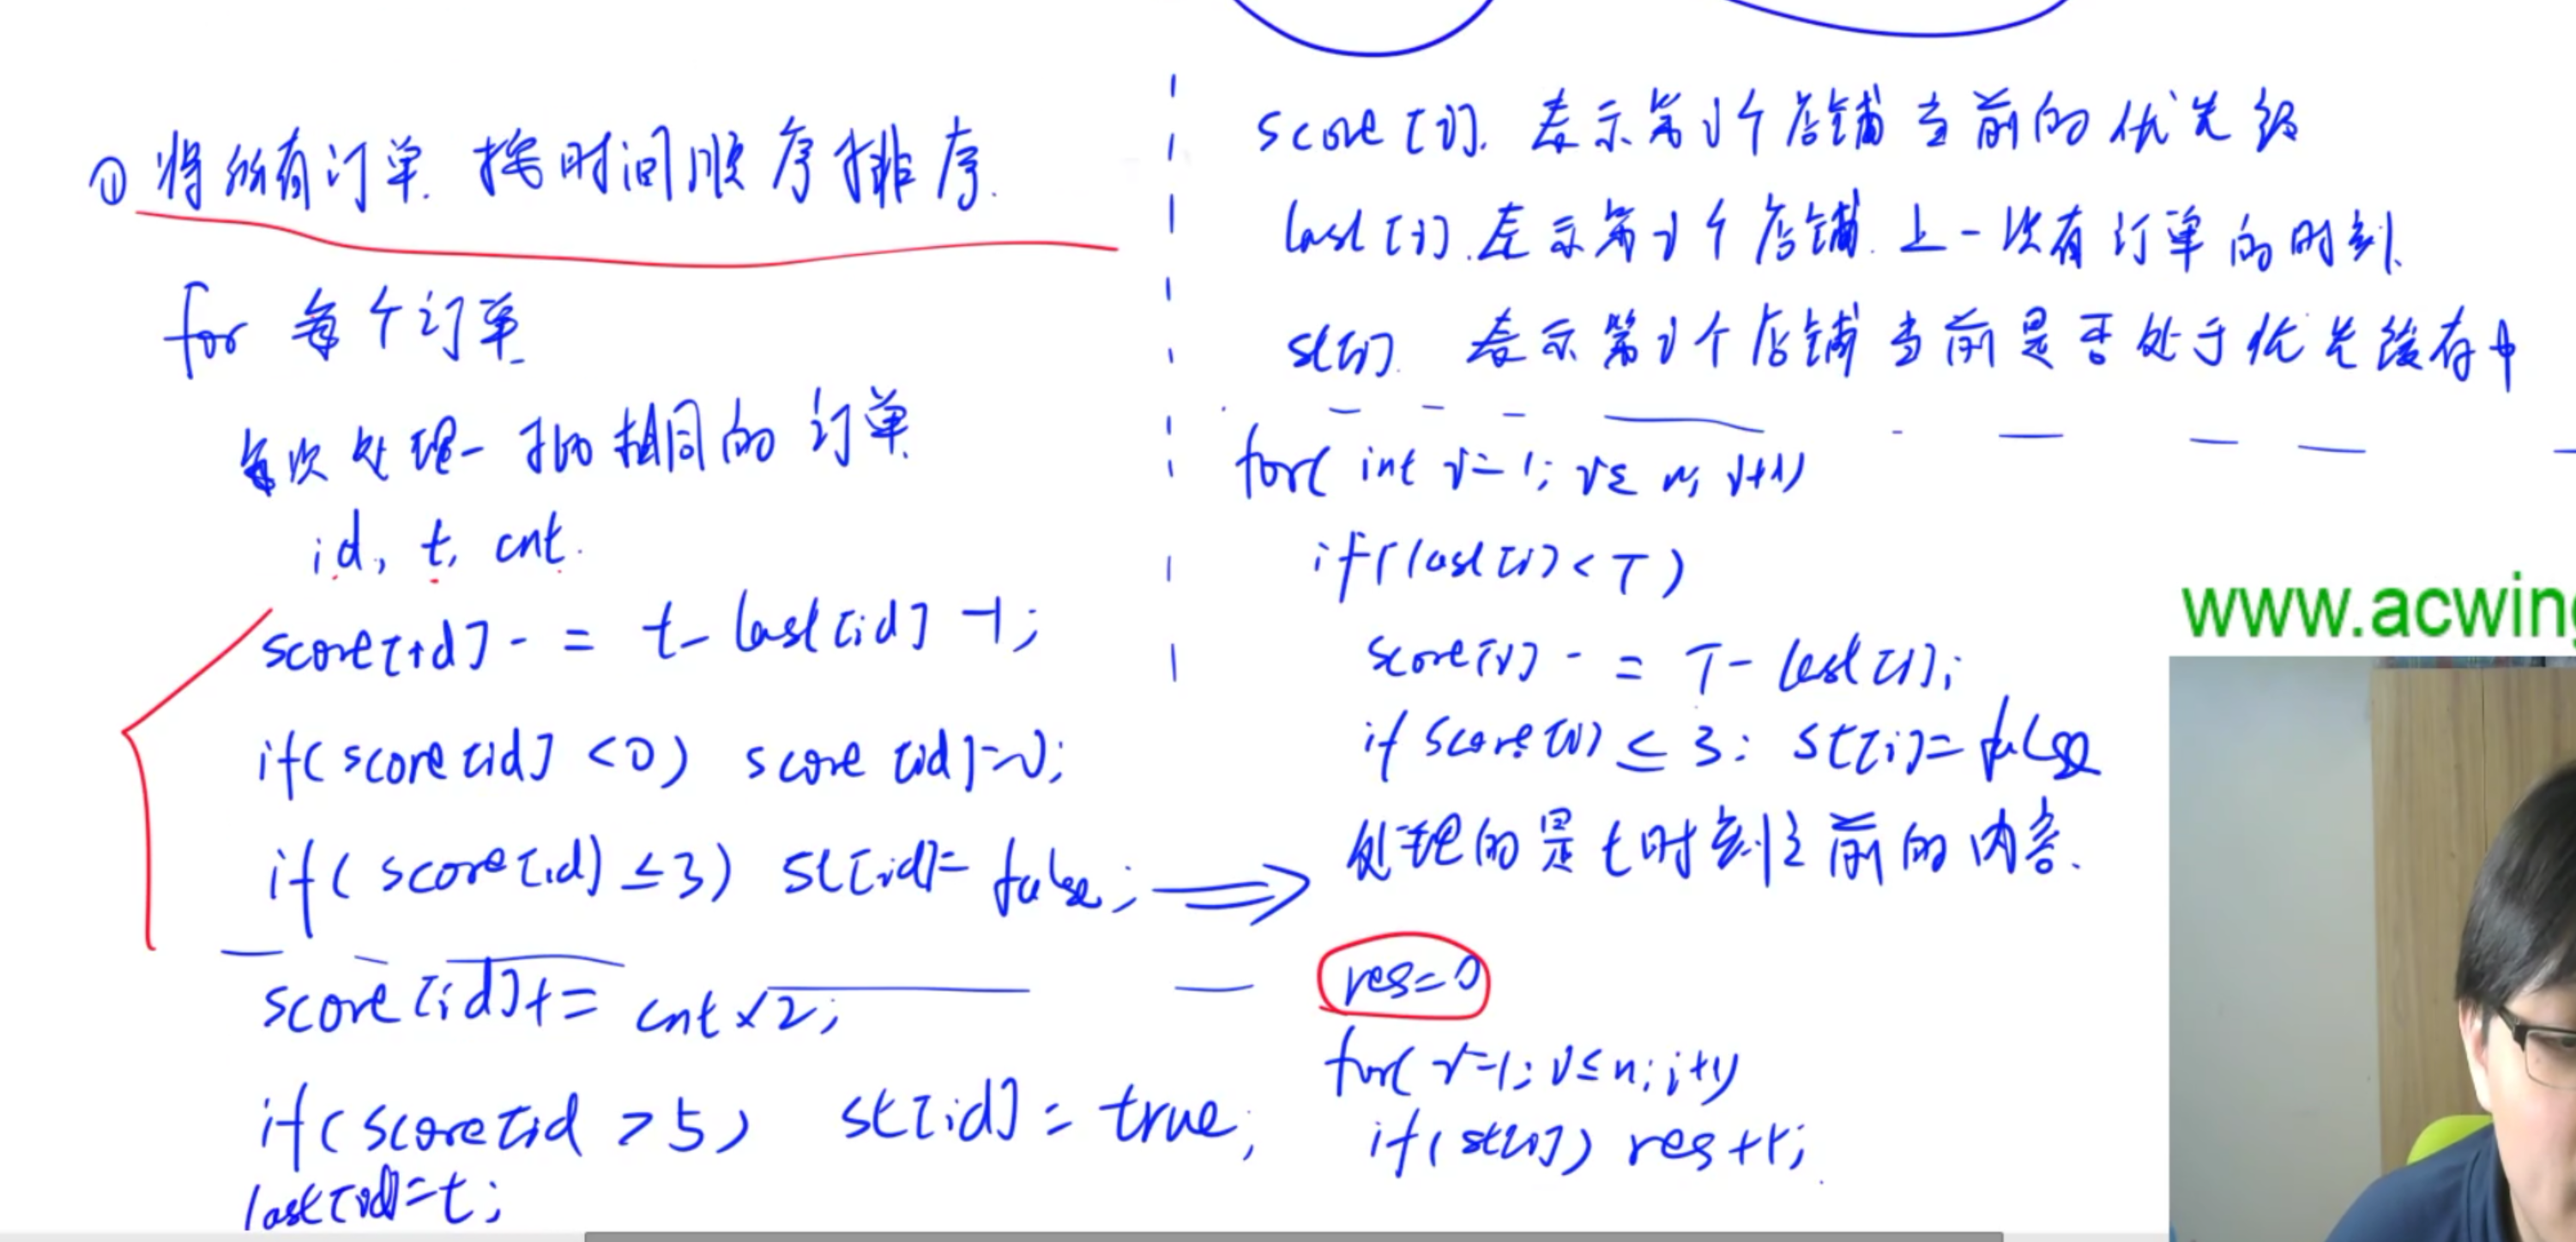 ① 将所有订单 按时间顺序排序.
for 每个订单
每次处理一批相同的订单
id, t, cnt.
score[id] -= t - last[id] -1;
if( score[id] <0) score[id]=0;
if( score[id] ≤3) st[id]= false;
score[id]+= cnt×2;
if( score[id >5) st[id]= true;
last[id]=t;
score[i]. 表示第i个店铺当前的优先级
last[i]. 表示第i个店铺 上一次有订单的时刻.
st[i]. 表示第i个店铺当前是否处于优先缓存中
for( int i=1; i≤ n; i++)
if( last[i] < T )
score[i] -= T- last[i];
if score[i] ≤ 3: st[i]= false
处理的是t时刻之前的内容.
res=0
for( i=1; i≤n; i++)
if( st[i]) res++;
www.acwing